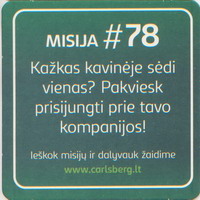 MISIJA #78
Kažkas kavinėje sėdi
vienas? Pakviesk
prisijungti prie tavo
kompanijos!
Ieškok misijų ir dalyvauk žaidime
www.carlsberg.lt